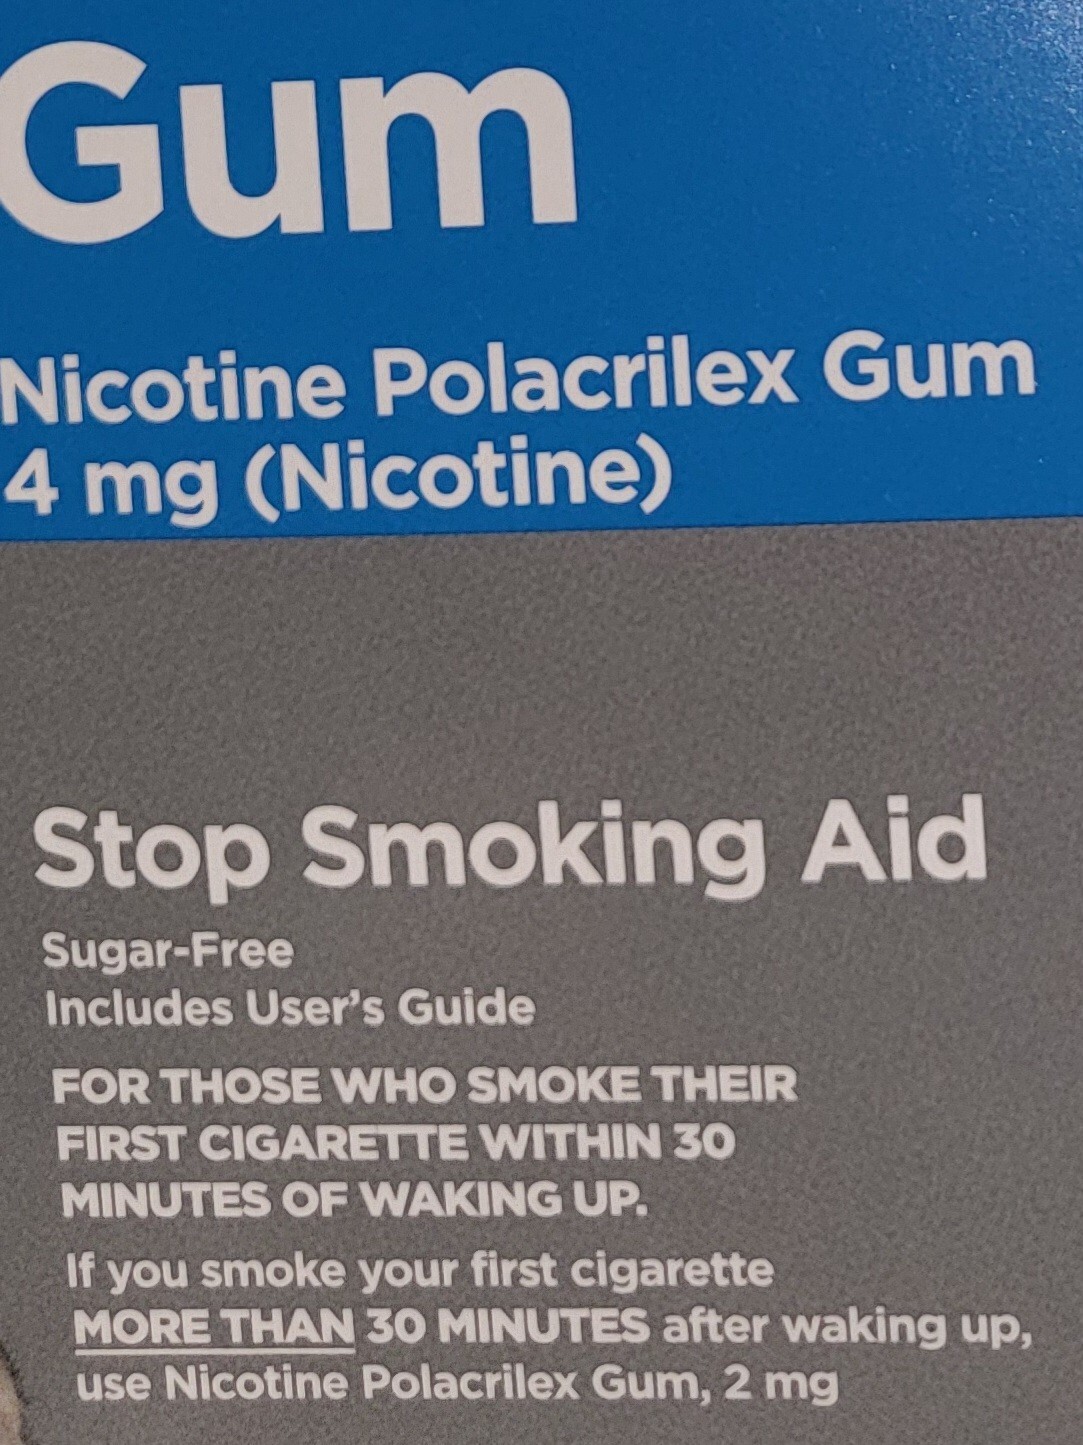 Gum
Nicotine Polacrilex Gum
4 mg (Nicotine)
Stop Smoking Aid
Sugar-Free
Includes User's Guide
FOR THOSE WHO SMOKE THEIR
FIRST CIGARETTE WITHIN 30
MINUTES OF WAKING UP.
If you smoke your first cigarette
MORE THAN 30 MINUTES after waking up,
use Nicotine Polacrilex Gum, 2 mg